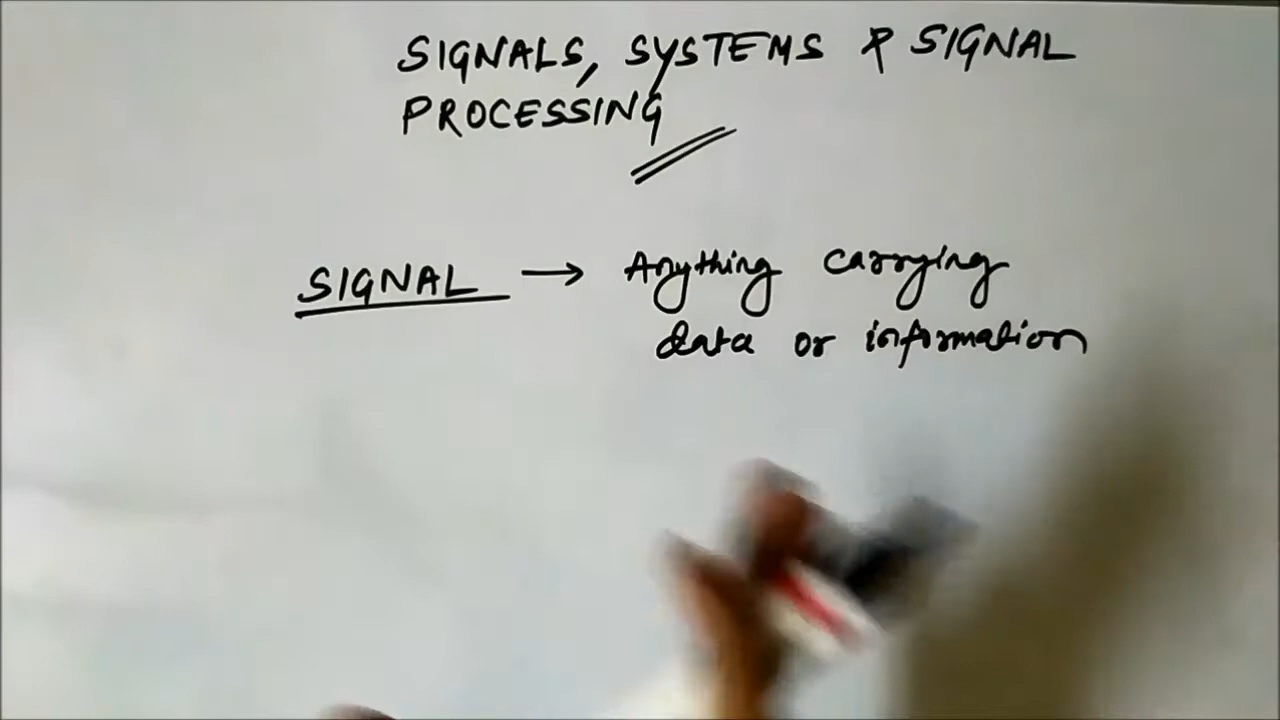 SIGNALS, SYSTEMS & SIGNAL
PROCESSING
SIGNAL → Anything carrying
data or information